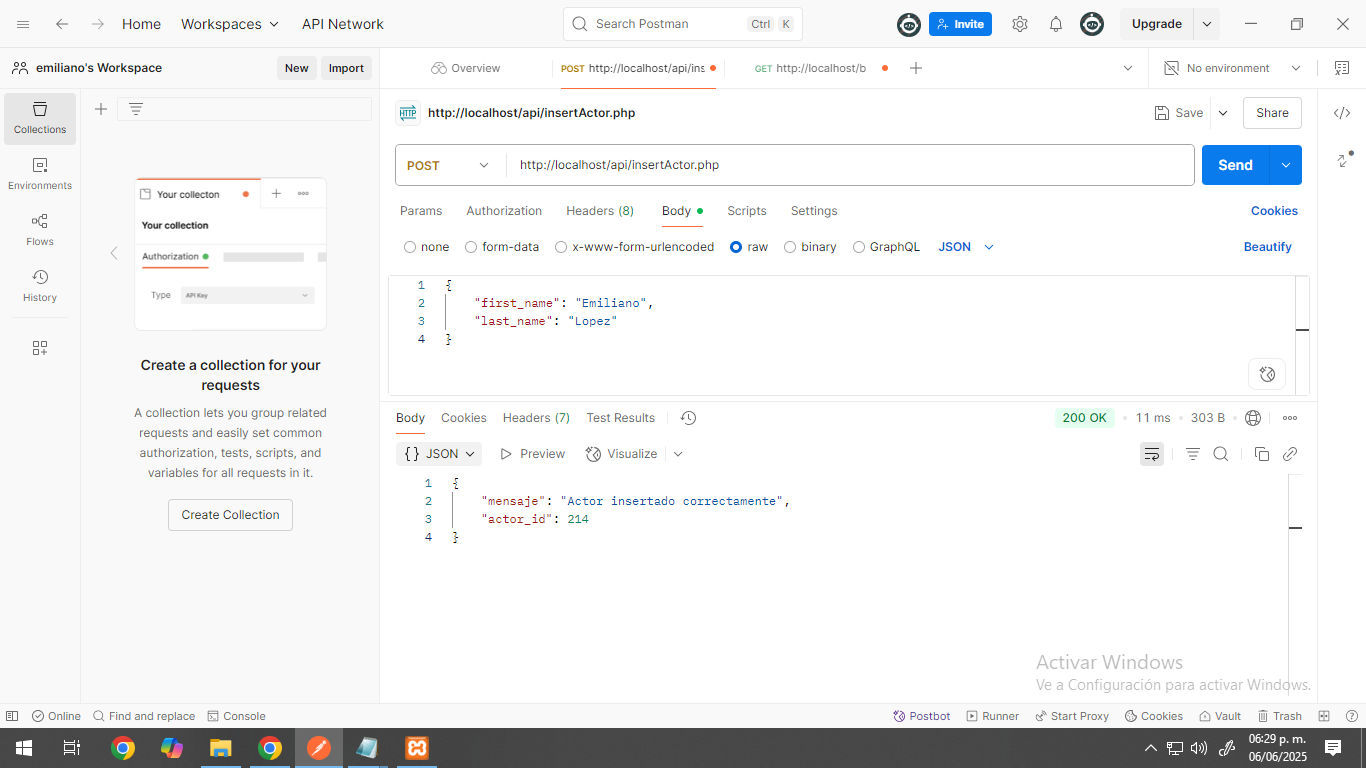 Home Workspaces API Network Search Postman Ctrl K Invite Upgrade
emiliano's Workspace New Import
Overview POST http://localhost/api/ins GET http://localhost/b No environment
Collections
Environments
Flows
History
Your collecton
Your collection
Authorization
Type API Key
Create a collection for your
requests
A collection lets you group related
requests and easily set common
authorization, tests, scripts, and
variables for all requests in it.
Create Collection
HTTP http://localhost/api/insertActor.php Save Share
POST http://localhost/api/insertActor.php Send
Params Authorization Headers (8) Body Scripts Settings Cookies
none form-data x-www-form-urlencoded raw binary GraphQL JSON Beautify
1 {
2 "first_name": "Emiliano",
3 "last_name": "Lopez"
4 }
Body Cookies Headers (7) Test Results 200 OK • 11 ms • 303 B
{} JSON Preview Visualize
1 {
2 "mensaje": "Actor insertado correctamente",
3 "actor_id": 214
4 }
Activar Windows
Ve a Configuración para activar Windows.
Online Find and replace Console Postbot Runner Start Proxy Cookies Vault Trash
06:29 p. m.
06/06/2025